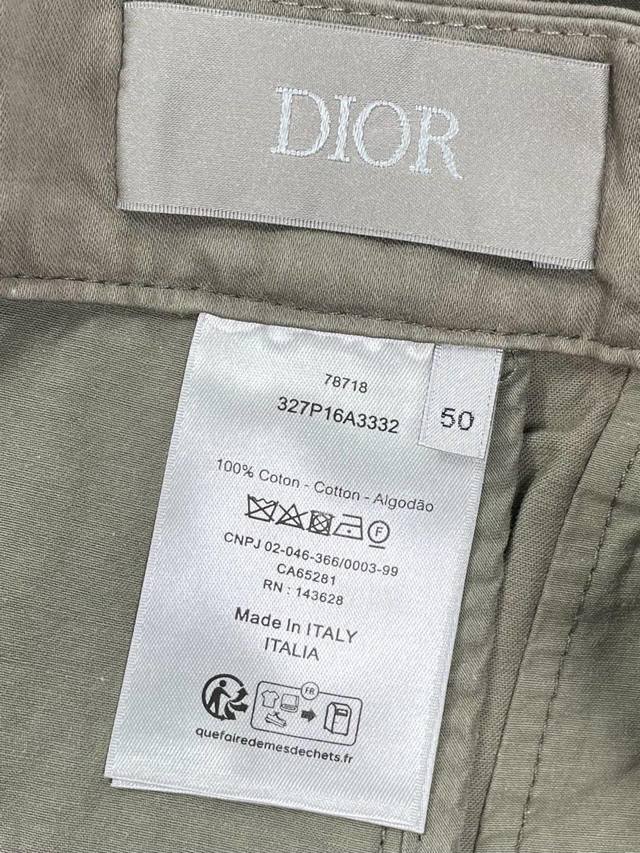 DIOR
78718
327P16A3332
50
100% Coton - Cotton - Algodão
F
CNPJ 02-046-366/0003-99
CA65281
RN : 143628
Made In ITALY
ITALIA
FR
quefairedemesdechets.fr